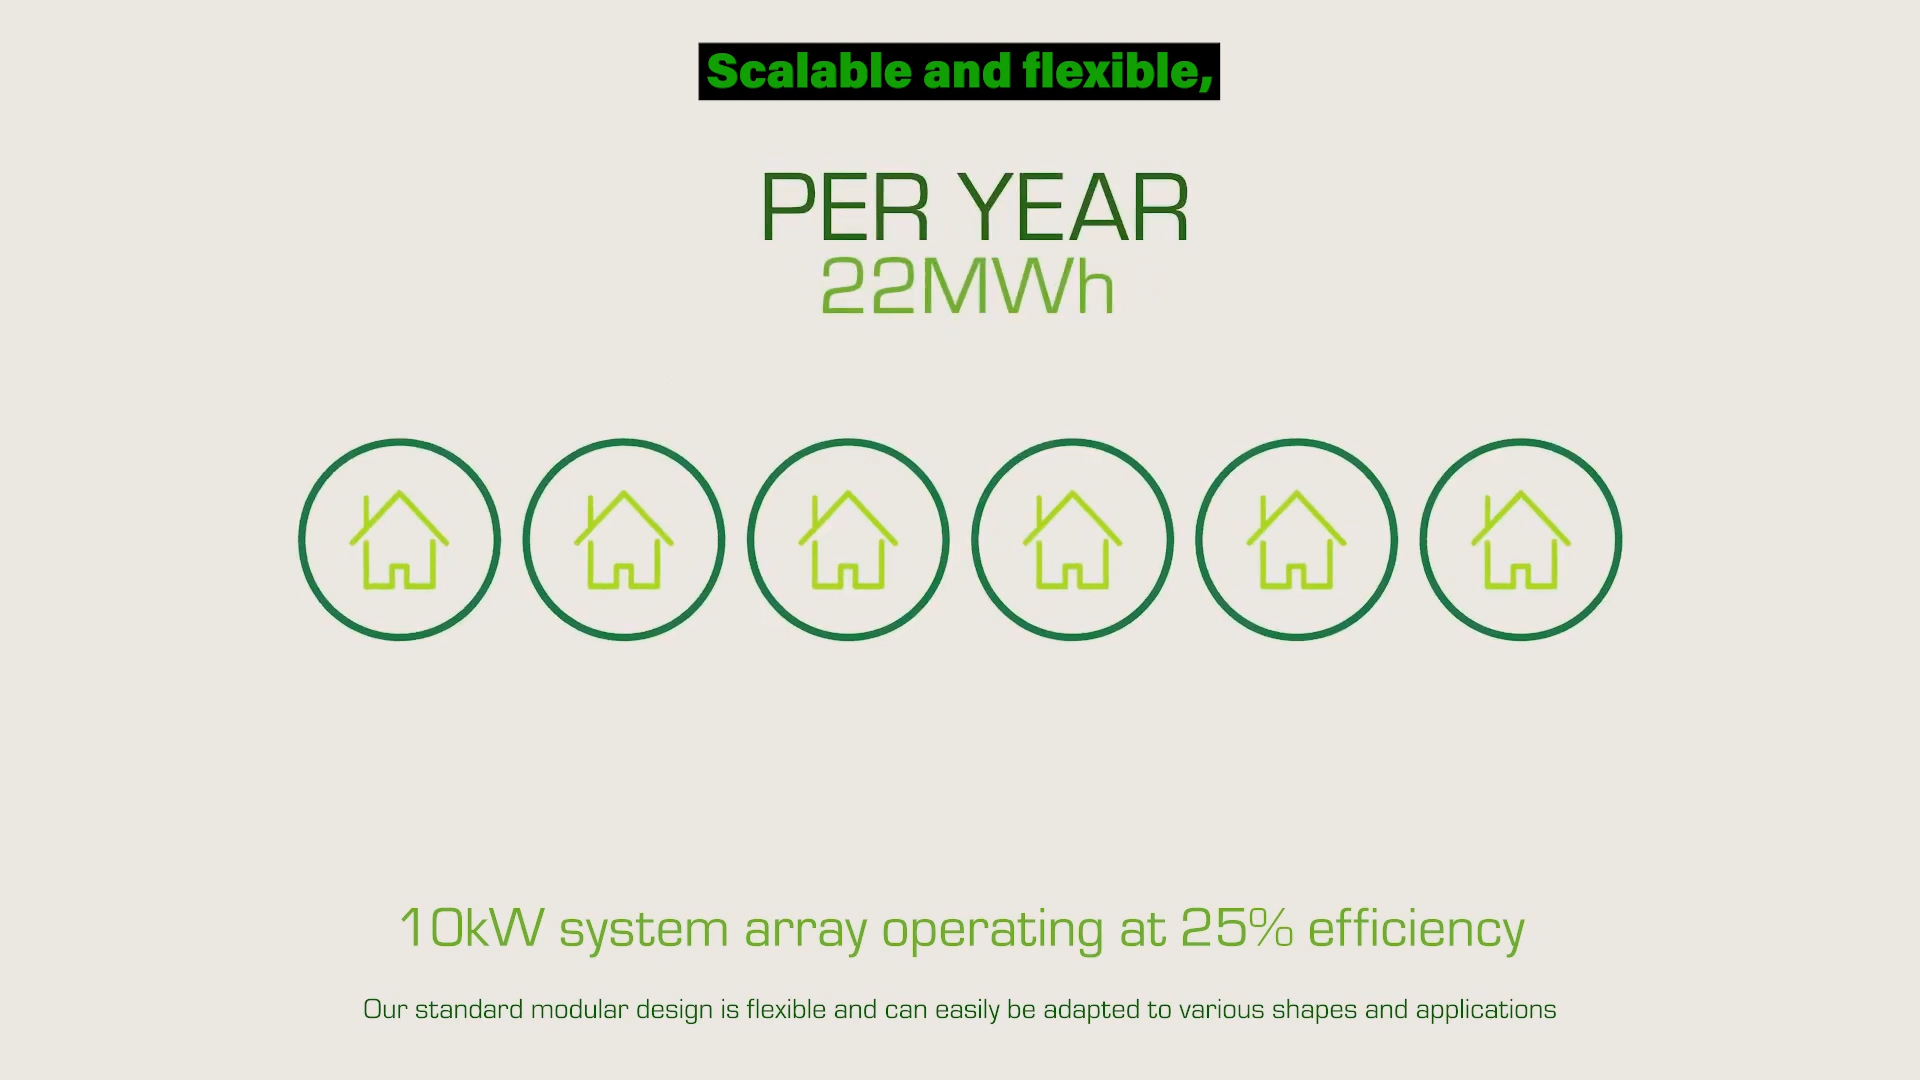 Scalable and flexible,
PER YEAR
22MWh
10kW system array operating at 25% efficiency
Our standard modular design is flexible and can easily be adapted to various shapes and applications